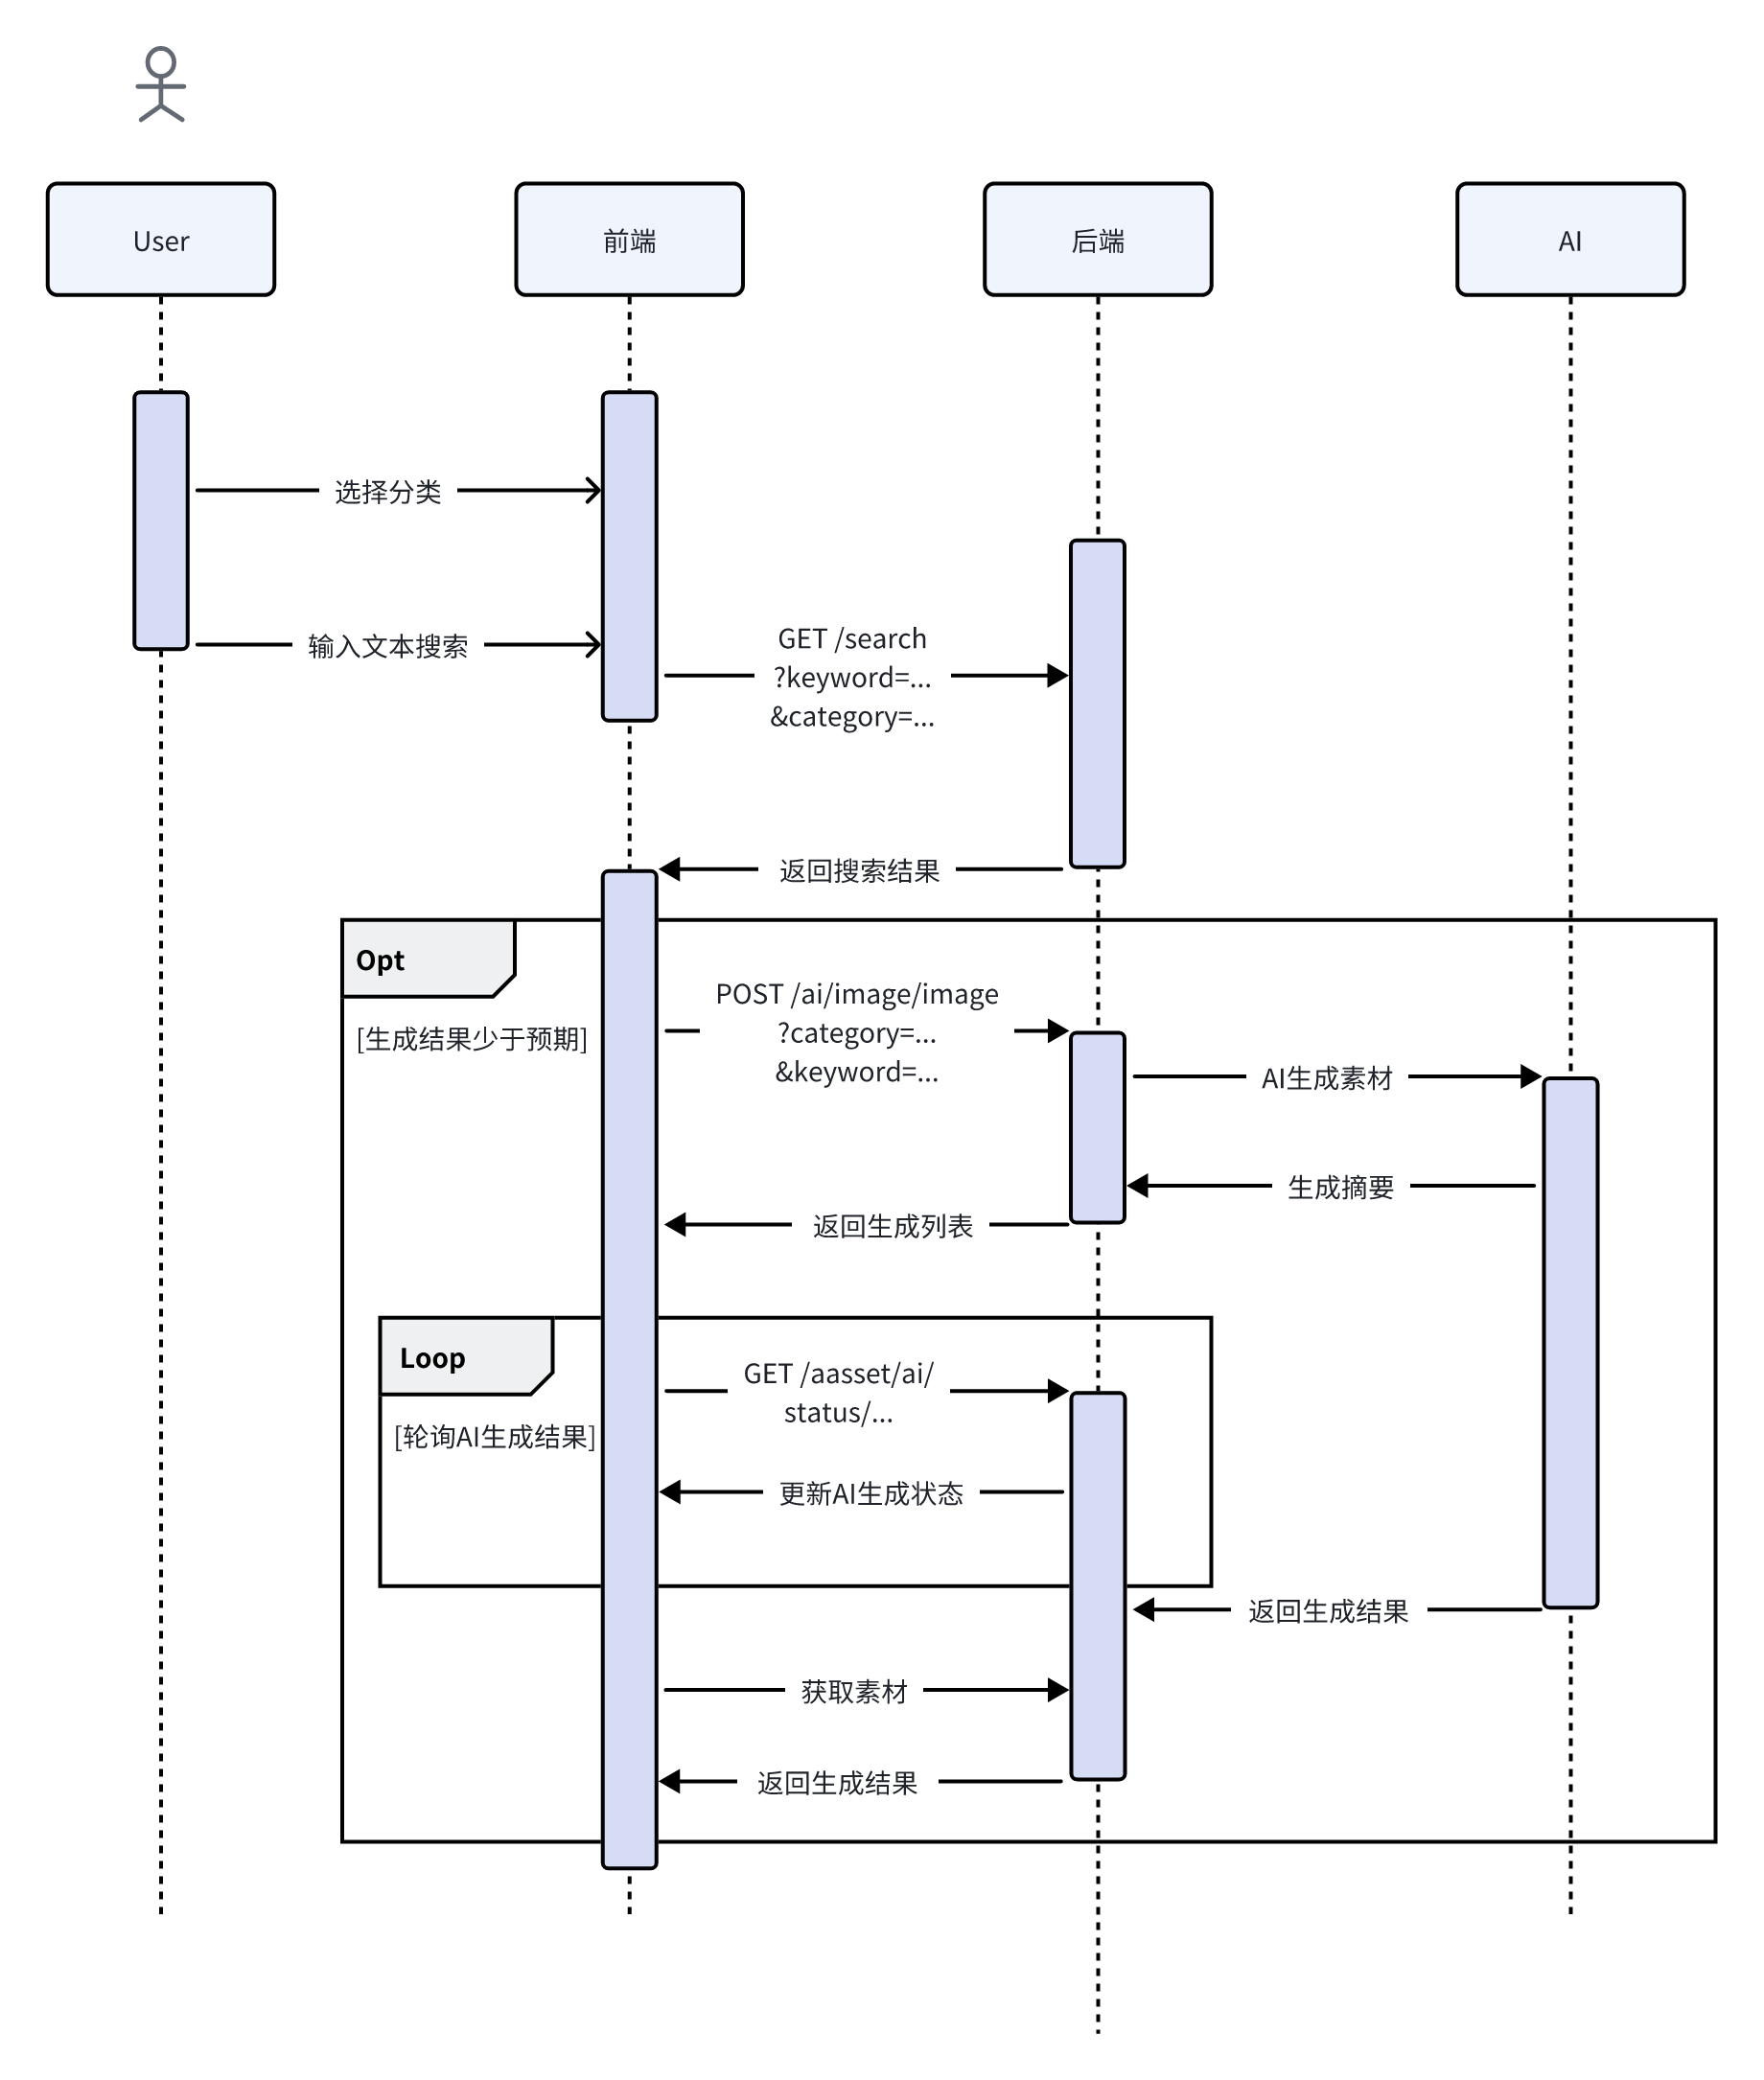 User
前端
后端
AI
选择分类
输入文本搜索
GET /search
?keyword=...
&category=...
返回搜索结果
Opt
[生成结果少于预期]
POST /ai/image/image
?category=...
&keyword=...
AI生成素材
生成摘要
返回生成列表
Loop
[轮询AI生成结果]
GET /aasset/ai/
status/...
更新AI生成状态
返回生成结果
获取素材
返回生成结果